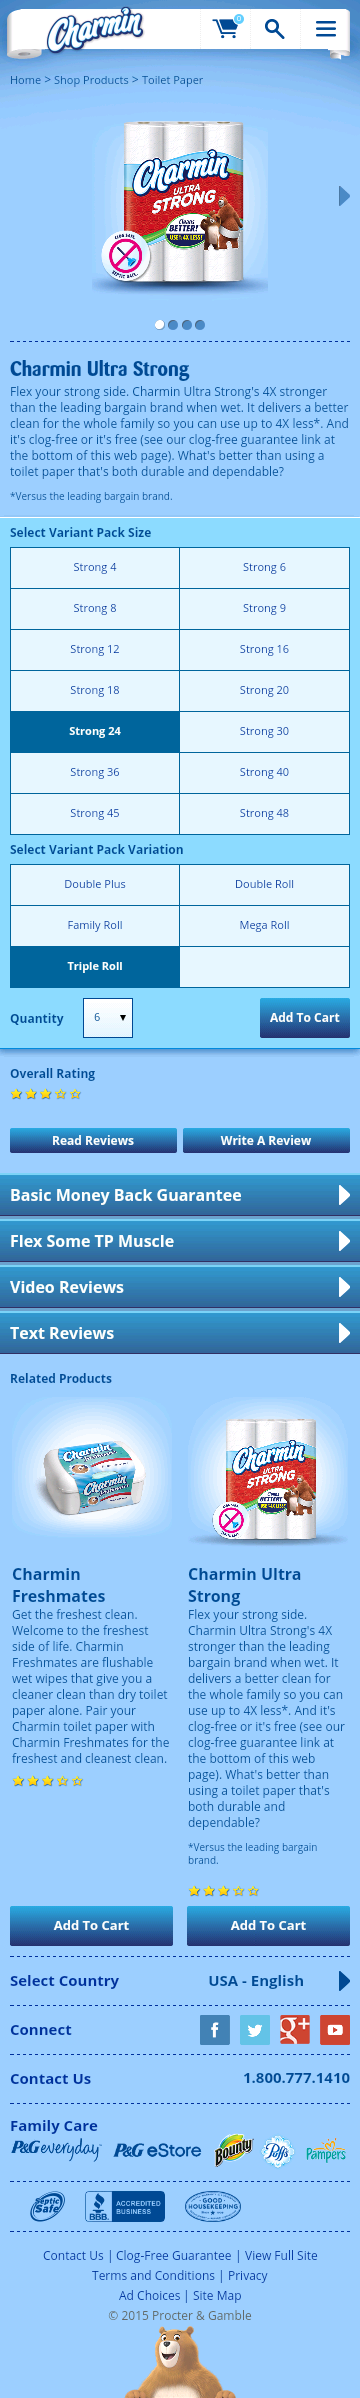 Charmin
0
Home > Shop Products > Toilet Paper
Charmin
ULTRA
STRONG
Cleans
BETTER!
USE 4X LESS!
CLOG SAFE
SEPTIC SAFE
Charmin Ultra Strong
Flex your strong side. Charmin Ultra Strong's 4X stronger
than the leading bargain brand when wet. It delivers a better
clean for the whole family so you can use up to 4X less*. And
it's clog-free or it's free (see our clog-free guarantee link at
the bottom of this web page). What's better than using a
toilet paper that's both durable and dependable?
*Versus the leading bargain brand.
Select Variant Pack Size
Strong 4 Strong 6
Strong 8 Strong 9
Strong 12 Strong 16
Strong 18 Strong 20
Strong 24 Strong 30
Strong 36 Strong 40
Strong 45 Strong 48
Select Variant Pack Variation
Double Plus Double Roll
Family Roll Mega Roll
Triple Roll
Quantity 6 Add To Cart
Overall Rating
Read Reviews Write A Review
Basic Money Back Guarantee
Flex Some TP Muscle
Video Reviews
Text Reviews
Related Products
Charmin
Charmin
Charmin
ULTRA
STRONG
BETTER!
Charmin
Freshmates
Get the freshest clean.
Welcome to the freshest
side of life. Charmin
Freshmates are flushable
wet wipes that give you a
cleaner clean than dry toilet
paper alone. Pair your
Charmin toilet paper with
Charmin Freshmates for the
freshest and cleanest clean.
Charmin Ultra
Strong
Flex your strong side.
Charmin Ultra Strong's 4X
stronger than the leading
bargain brand when wet. It
delivers a better clean for
the whole family so you can
use up to 4X less*. And it's
clog-free or it's free (see our
clog-free guarantee link at
the bottom of this web
page). What's better than
using a toilet paper that's
both durable and
dependable?
*Versus the leading bargain
brand.
Add To Cart Add To Cart
Select Country USA - English
Connect f g+
Contact Us 1.800.777.1410
Family Care
P&G everyday P&G eStore Bounty Puffs Pampers
Septic Safe
BBB.
ACCREDITED
BUSINESS
GOOD
HOUSEKEEPING
Contact Us | Clog-Free Guarantee | View Full Site
Terms and Conditions | Privacy
Ad Choices | Site Map
© 2015 Procter & Gamble